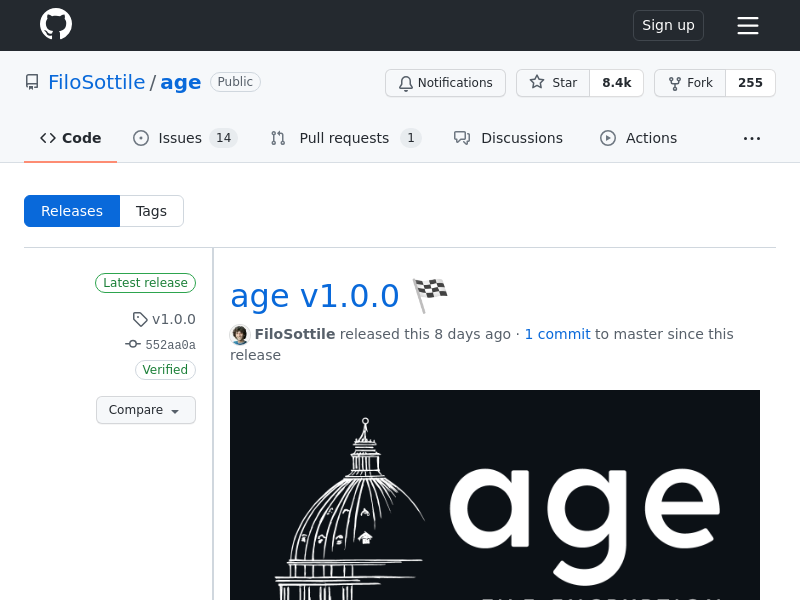 Sign up
FiloSottile / age Public
Notifications
Star 8.4k
Fork 255
Code
Issues 14
Pull requests 1
Discussions
Actions
Releases
Tags
Latest release
v1.0.0
552aa0a
Verified
Compare
age v1.0.0
FiloSottile released this 8 days ago · 1 commit to master since this
release
age
FILE ENCRYPTION